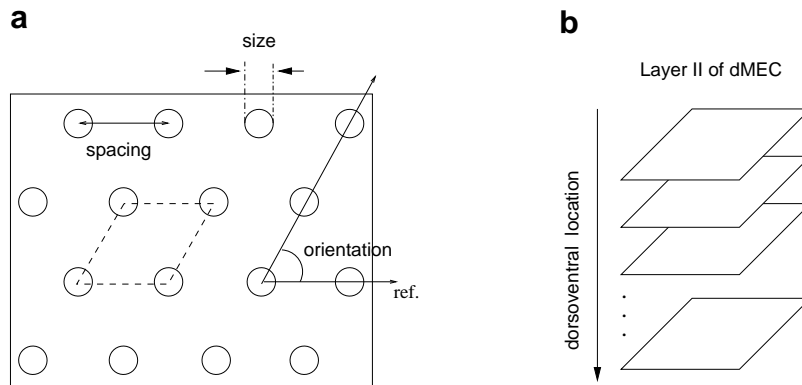 a
size
spacing
orientation
ref.
b
Layer II of dMEC
dorsoventral location